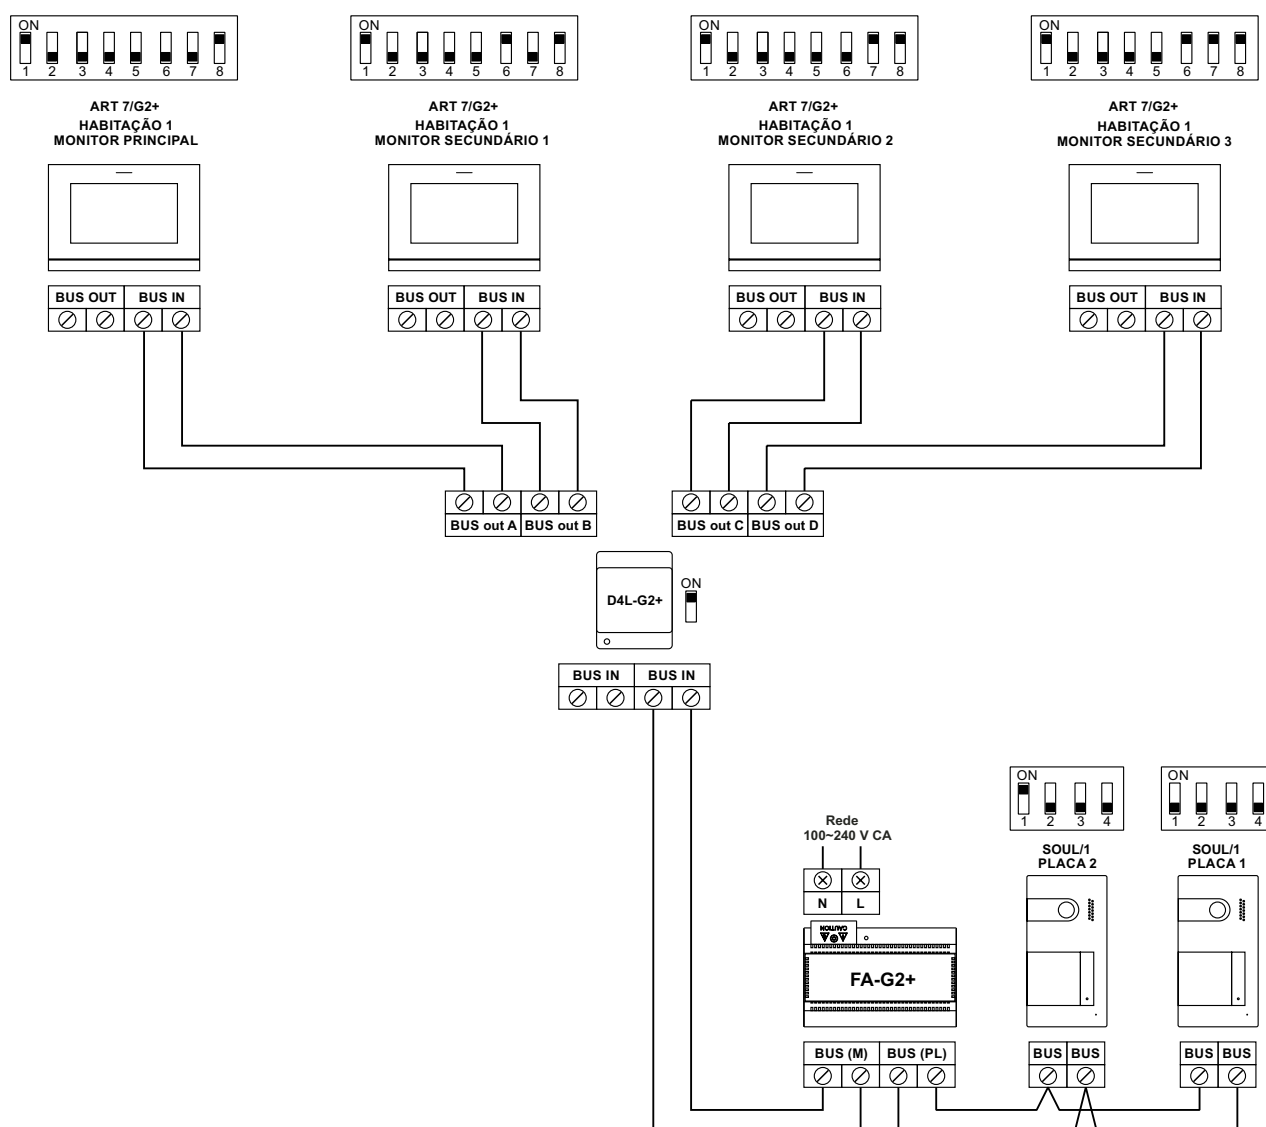 ON ON ON ON
1 2 3 4 5 6 7 8 1 2 3 4 5 6 7 8 1 2 3 4 5 6 7 8 1 2 3 4 5 6 7 8
ART 7/G2+
HABITAÇÃO 1
MONITOR PRINCIPAL
ART 7/G2+
HABITAÇÃO 1
MONITOR SECUNDÁRIO 1
ART 7/G2+
HABITAÇÃO 1
MONITOR SECUNDÁRIO 2
ART 7/G2+
HABITAÇÃO 1
MONITOR SECUNDÁRIO 3
BUS OUT BUS IN BUS OUT BUS IN BUS OUT BUS IN BUS OUT BUS IN
BUS out A BUS out B BUS out C BUS out D
ON
D4L-G2+
BUS IN BUS IN
ON ON
1 2 3 4 1 2 3 4
Rede
100~240 V CA
SOUL/1
PLACA 2
SOUL/1
PLACA 1
N L
CAUTION
FA-G2+
BUS (M) BUS (PL) BUS BUS BUS BUS